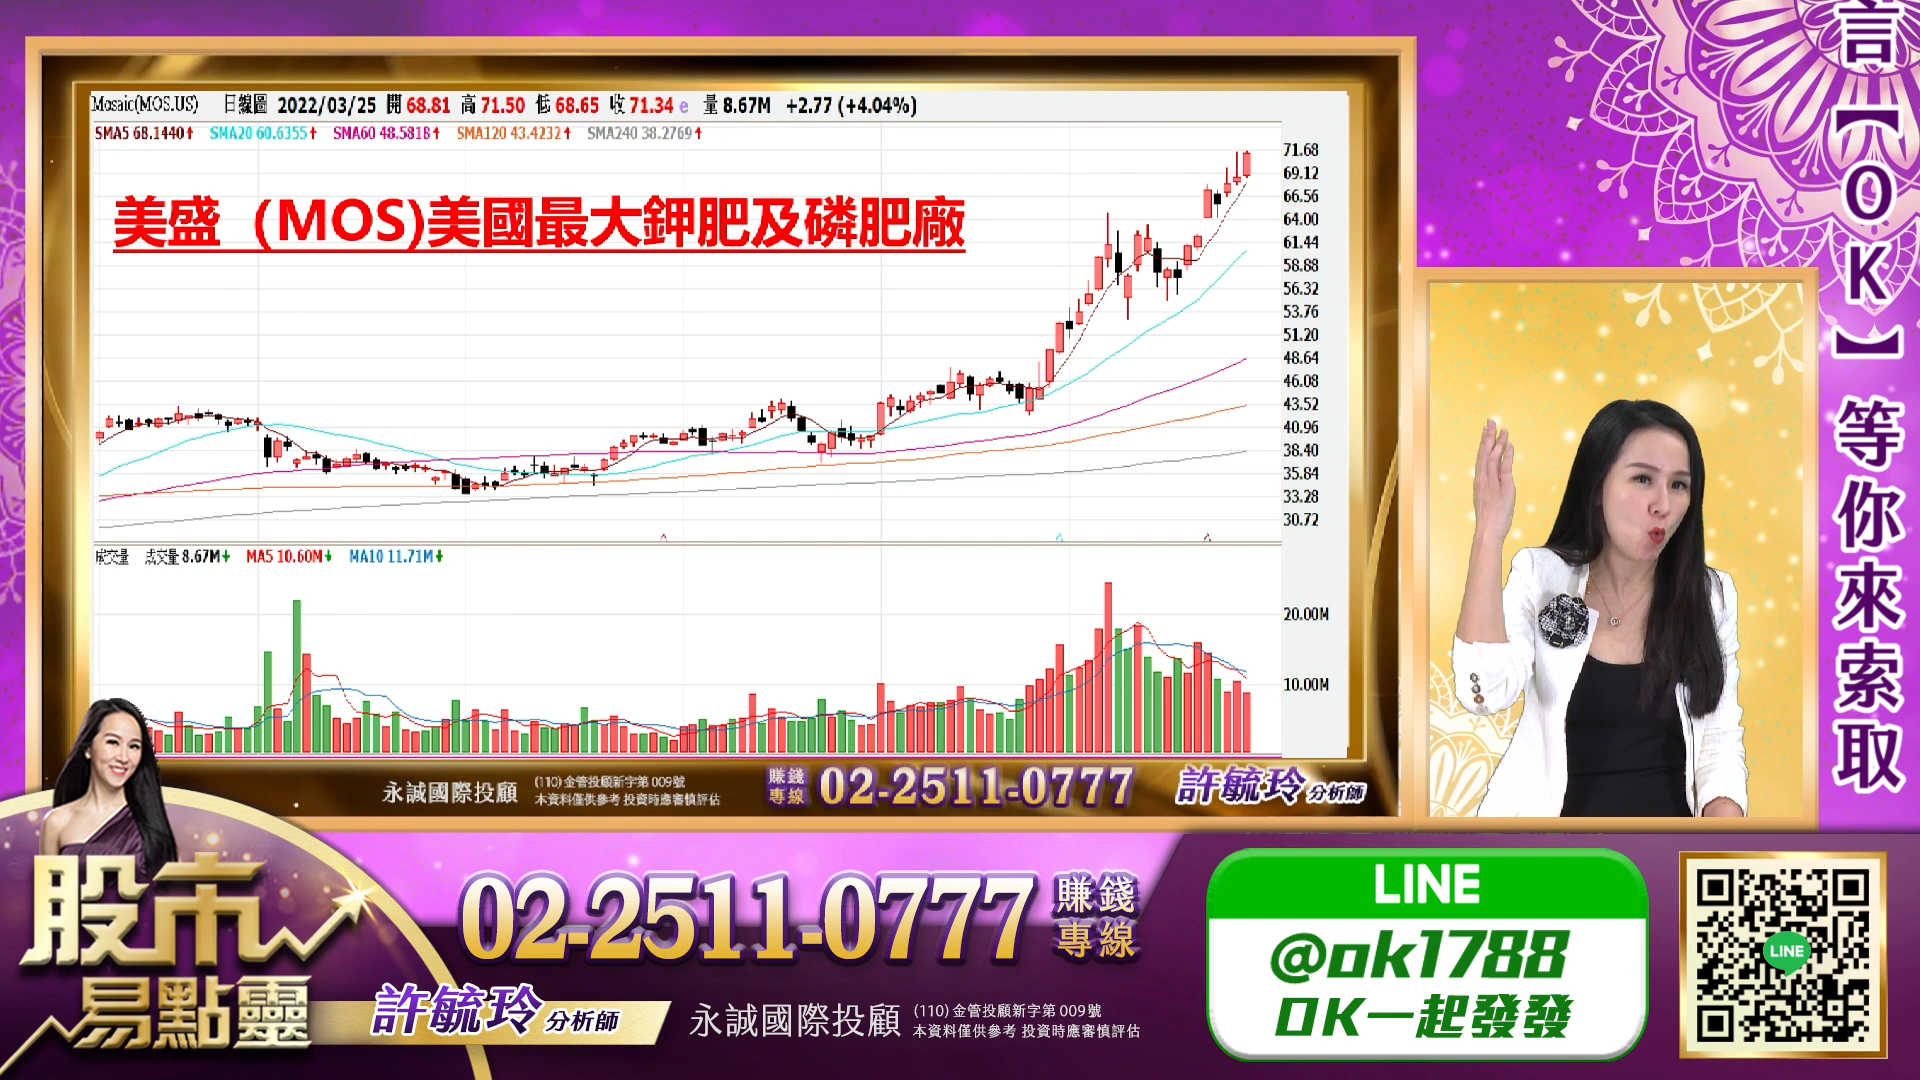 Mosaic(MOS.US) 日線圖 2022/03/25 開 68.81 高 71.50 低 68.65 收 71.34 e 量 8.67M +2.77 (+4.04%)
SMA5 68.1440↑ SMA20 60.6355↑ SMA60 48.5818↑ SMA120 43.4232↑ SMA240 38.2769↑
美盛（MOS)美國最大鉀肥及磷肥廠
71.68
69.12
66.56
64.00
61.44
58.88
56.32
53.76
51.20
48.64
46.08
43.52
40.96
38.40
35.84
33.28
30.72
成交量 成交量 8.67M↓ MA5 10.60M↓ MA10 11.71M↓
20.00M
10.00M
永誠國際投顧
(110)金管投顧新字第009號
本資料僅供參考 投資時應審慎評估
賺錢
專線
02-2511-0777
許毓玲分析師
言【OK】等你來索取
股市
易點靈
02-2511-0777
賺錢
專線
許毓玲 分析師
永誠國際投顧
(110)金管投顧新字第009號
本資料僅供參考 投資時應審慎評估
LINE
@ok1788
OK一起發發
LINE